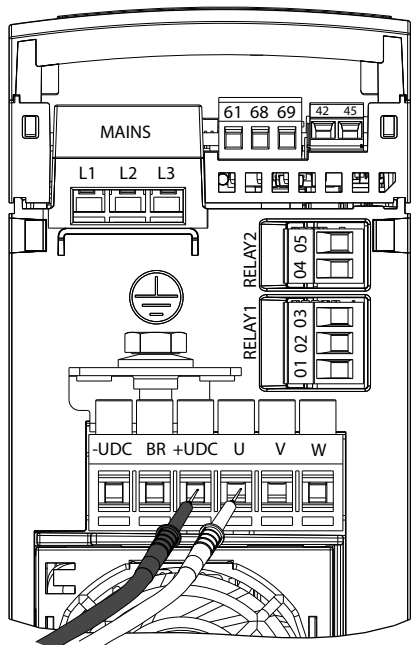 61 68 69
42 45
MAINS
L1 L2 L3
RELAY2
04 05
RELAY1
01 02 03
-UDC BR +UDC U V W